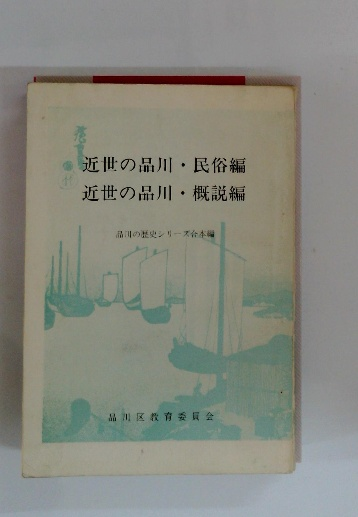 近世の品川・民俗編
近世の品川・概説編
品川の歴史シリーズ合本編
品川区教育委員会